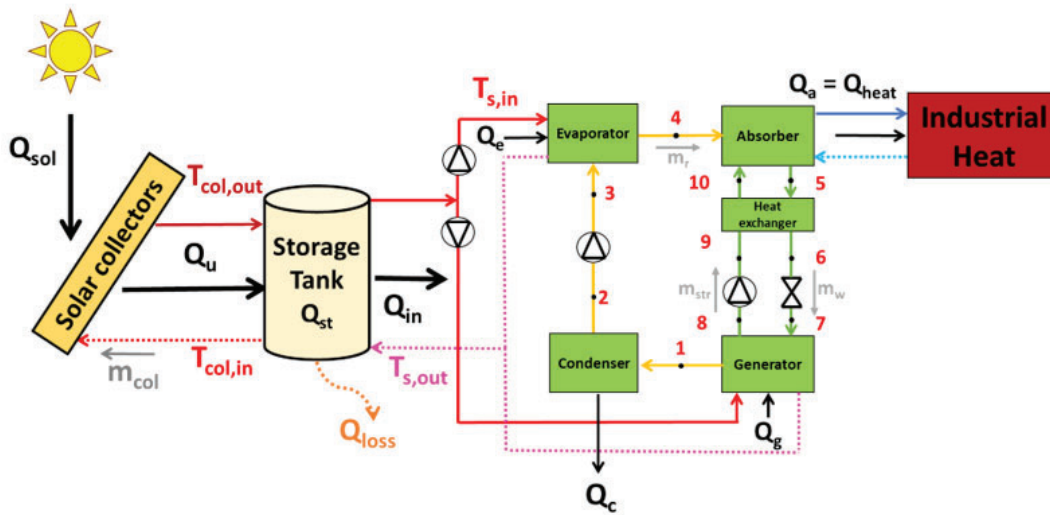 Q_sol
Solar collectors
T_col,out
Q_u
T_col,in
m_col
Storage
Tank
Q_st
Q_loss
Q_in
T_s,out
T_s,in
Q_e
Evaporator
4
m_r
Absorber
Q_a = Q_heat
Industrial
Heat
3
10
5
Heat
exchanger
9
6
m_str
m_w
2
8
7
Condenser
1
Generator
Q_g
Q_c